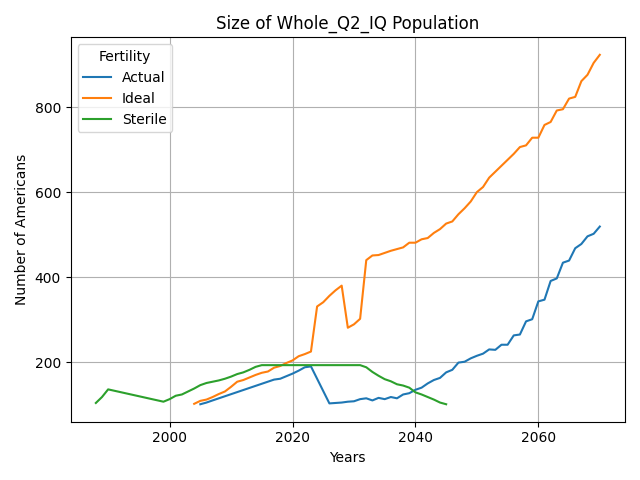 Size of Whole_Q2_IQ Population
Fertility
Actual
Ideal
Sterile
Number of Americans
800
600
400
200
2000
2020
2040
2060
Years